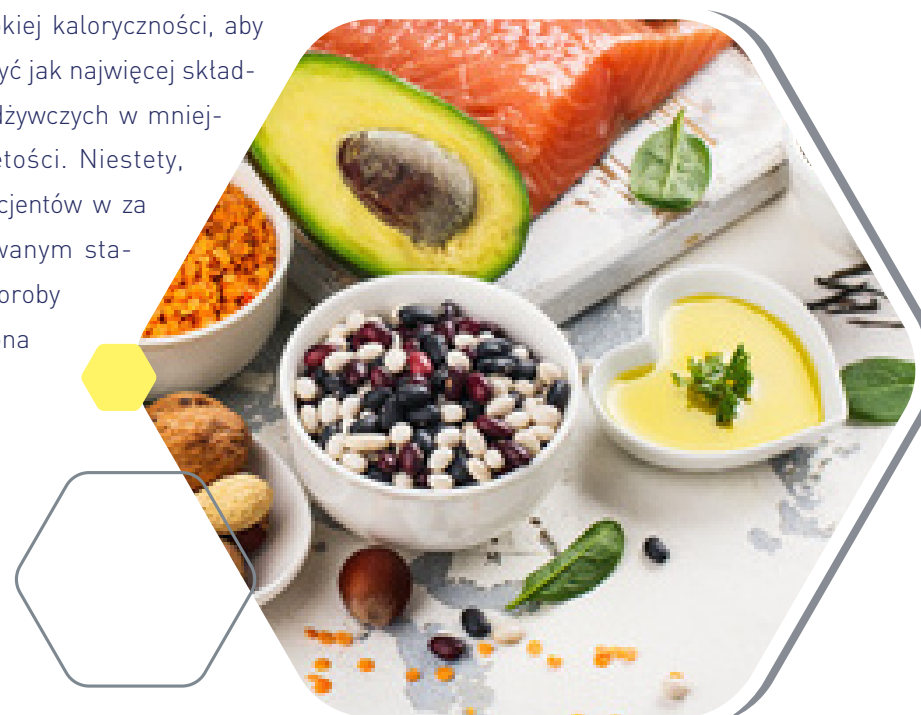 kiej kaloryczności, aby
yć jak najwięcej skład-
dżywczych w mniej-
ętości. Niestety,
cjentów w za
wanym sta-
oroby
na